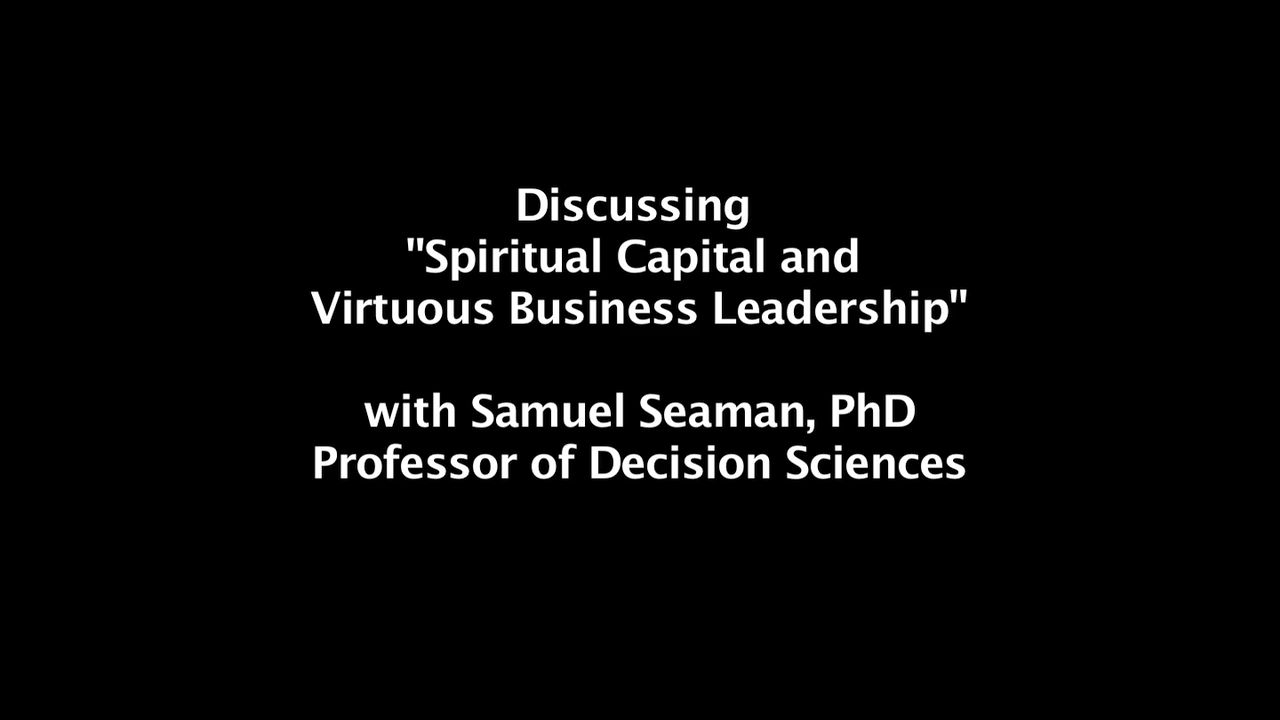 Discussing
"Spiritual Capital and
Virtuous Business Leadership"
with Samuel Seaman, PhD
Professor of Decision Sciences